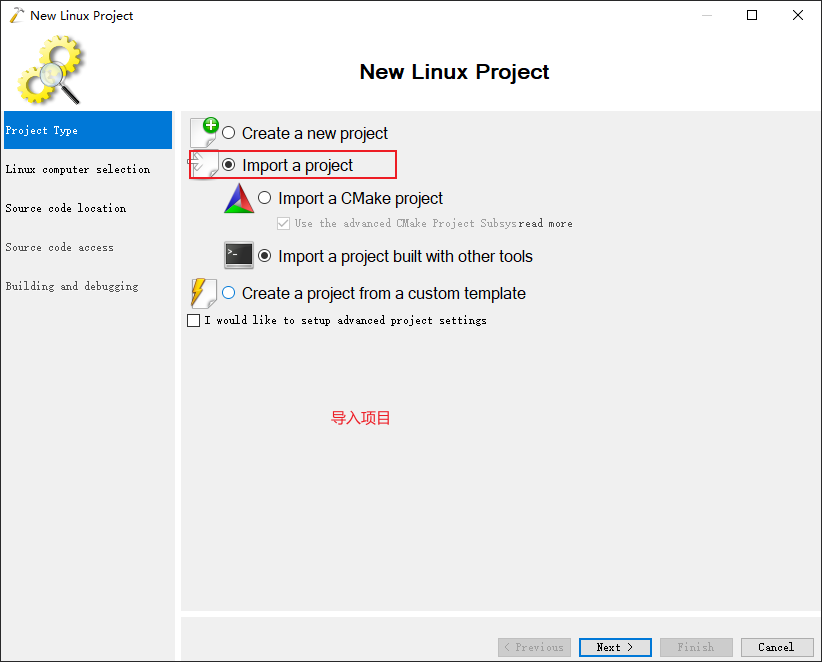 New Linux Project
New Linux Project
Project Type
Linux computer selection
Source code location
Source code access
Building and debugging
Create a new project
Import a project
Import a CMake project
Use the advanced CMake Project Subsys read more
Import a project built with other tools
Create a project from a custom template
I would like to setup advanced project settings
导入项目
< Previous
Next >
Finish
Cancel